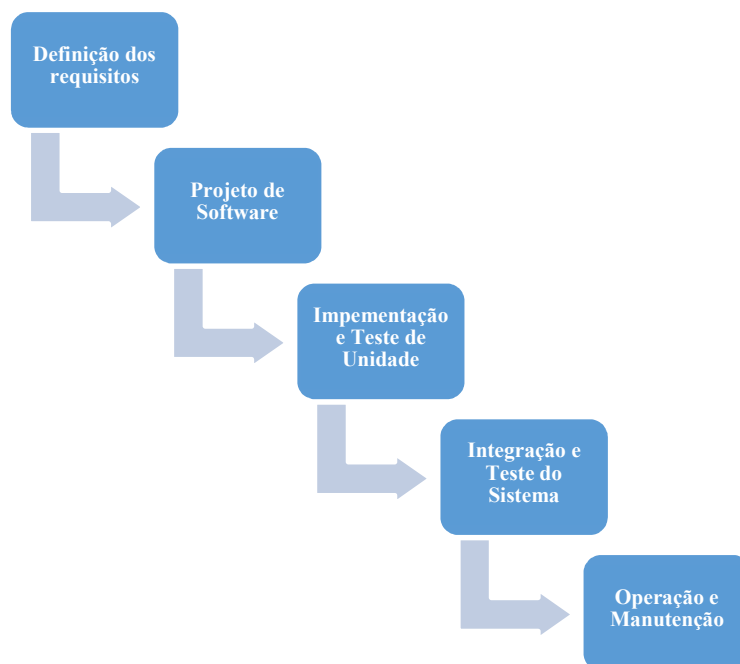 Definição dos
requisitos
Projeto de
Software
Impementação
e Teste de
Unidade
Integração e
Teste do
Sistema
Operação e
Manutenção